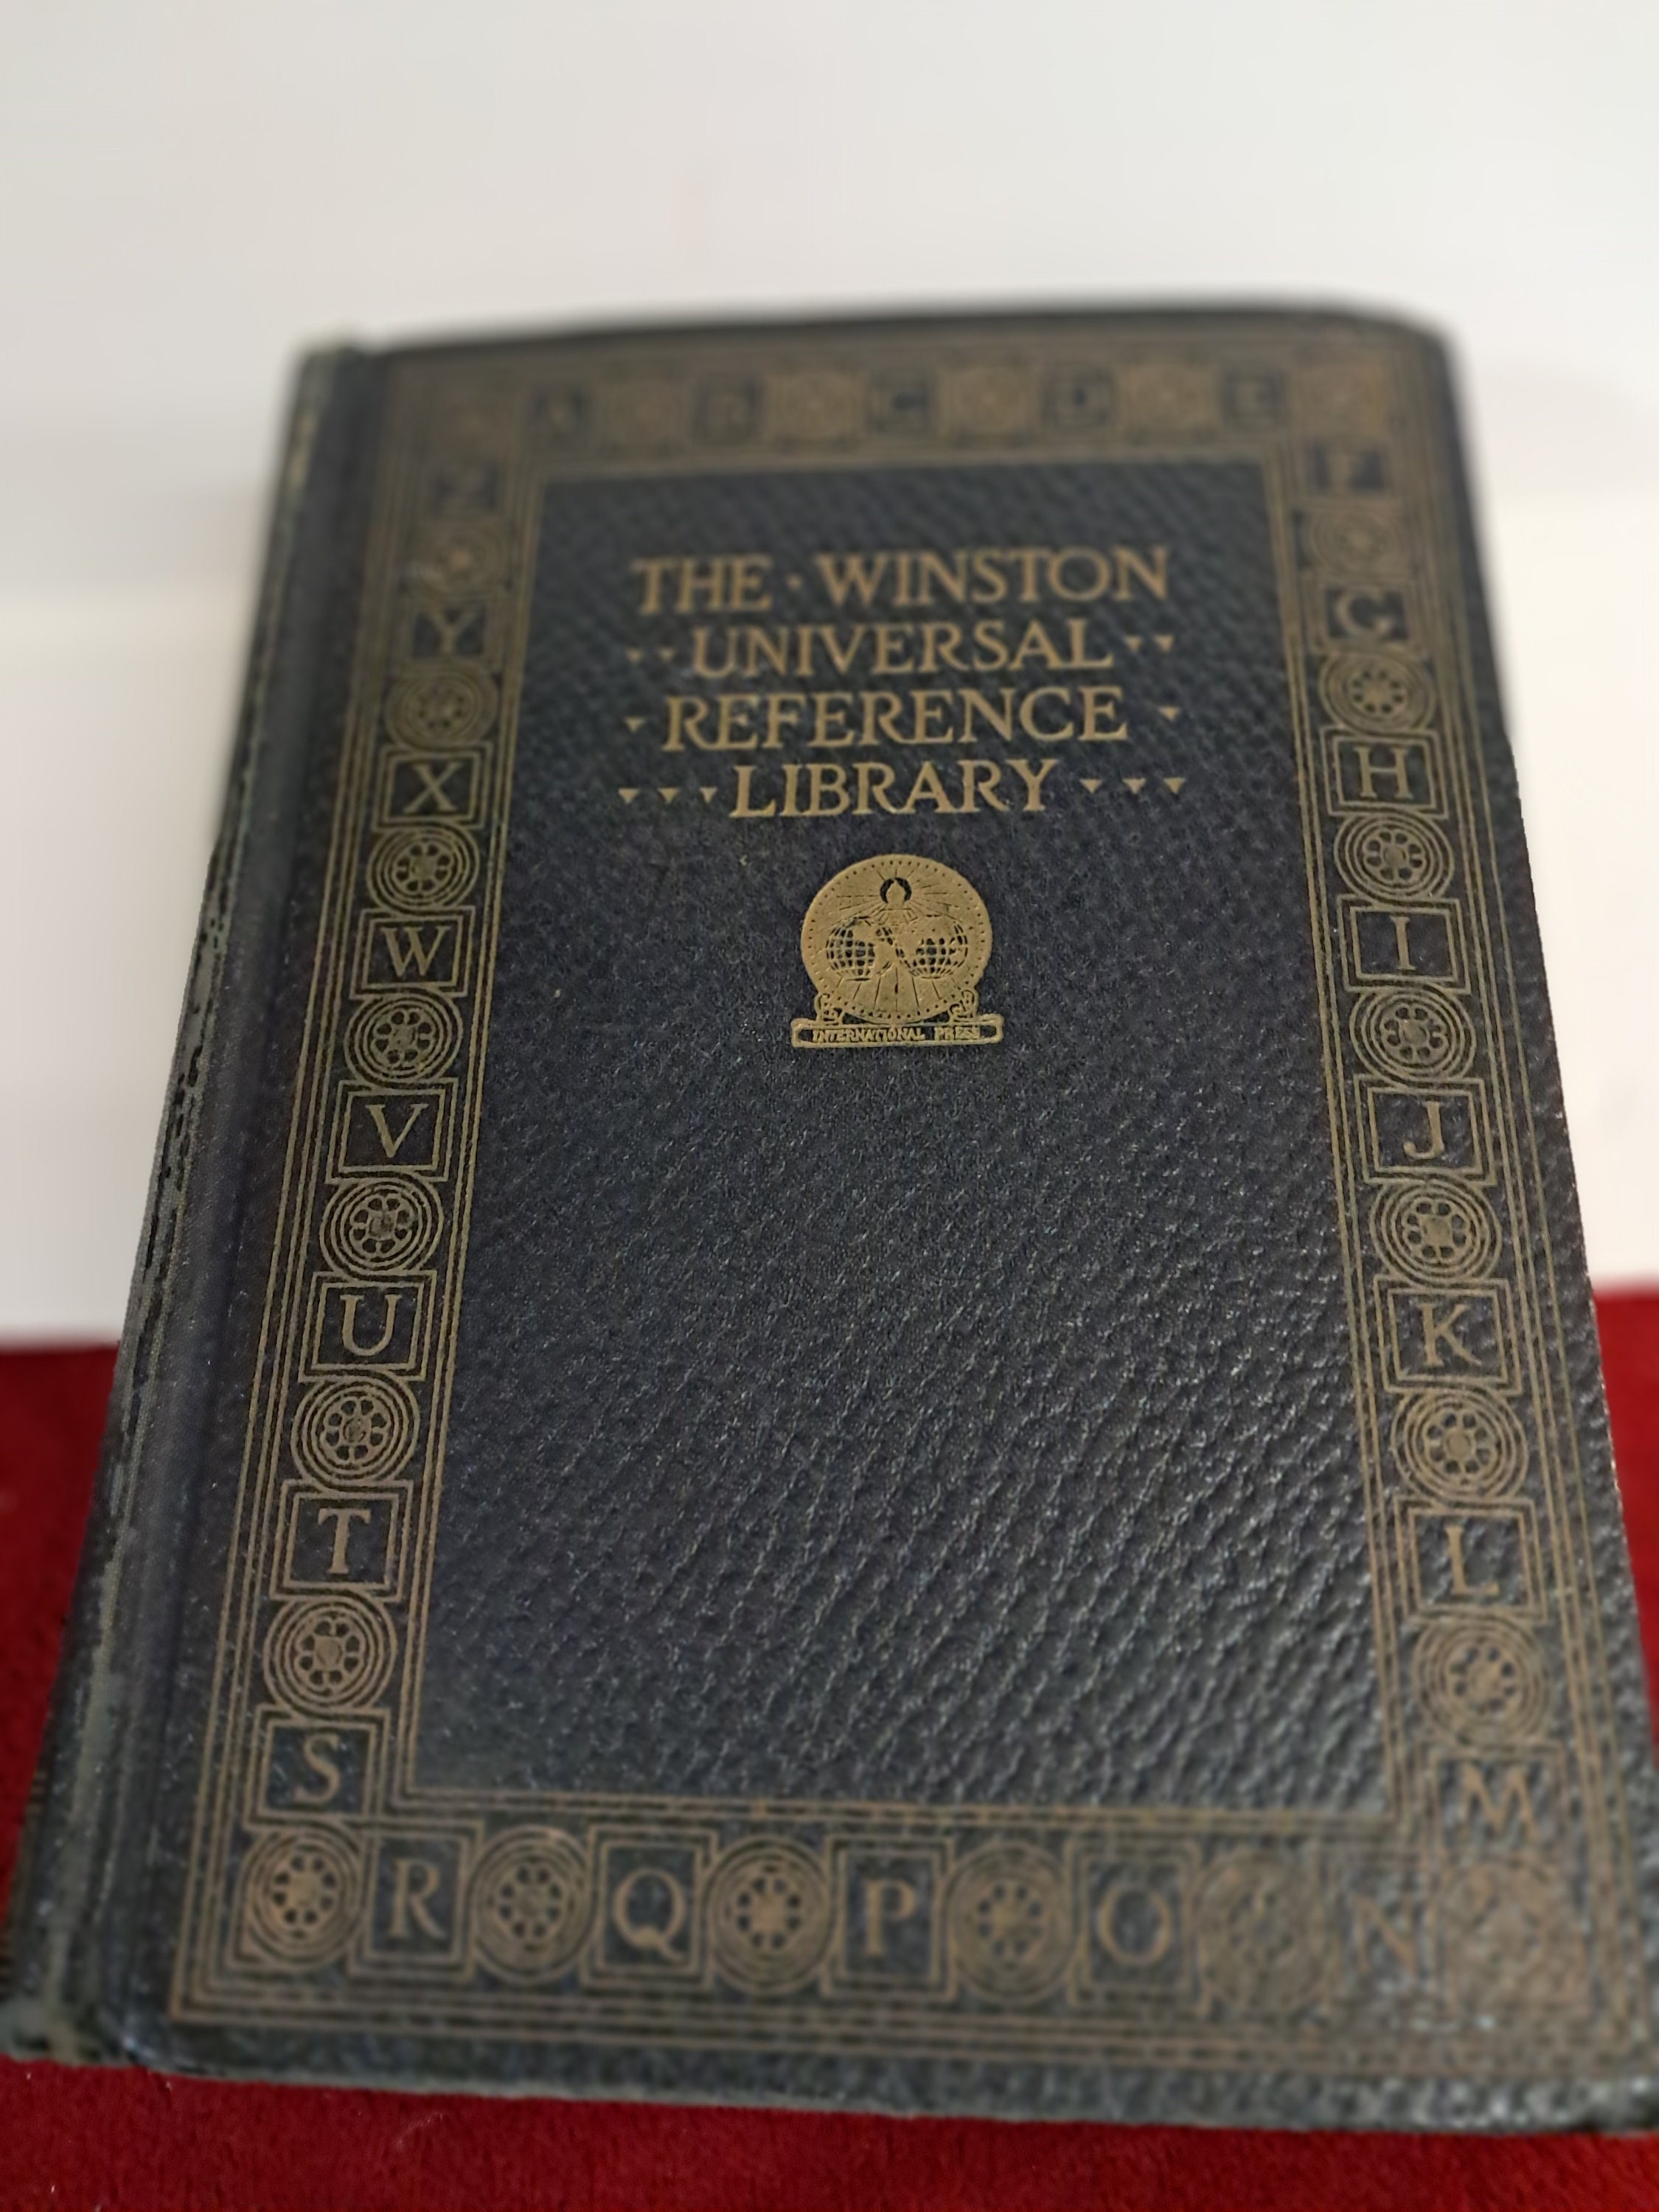 THE · WINSTON
UNIVERSAL
REFERENCE
LIBRARY
INTERNATIONAL PRESS
A B C D E
F
G
H
I
J
K
L
M
N
O
P
Q
R
S
T
U
V
W
X
Y
Z